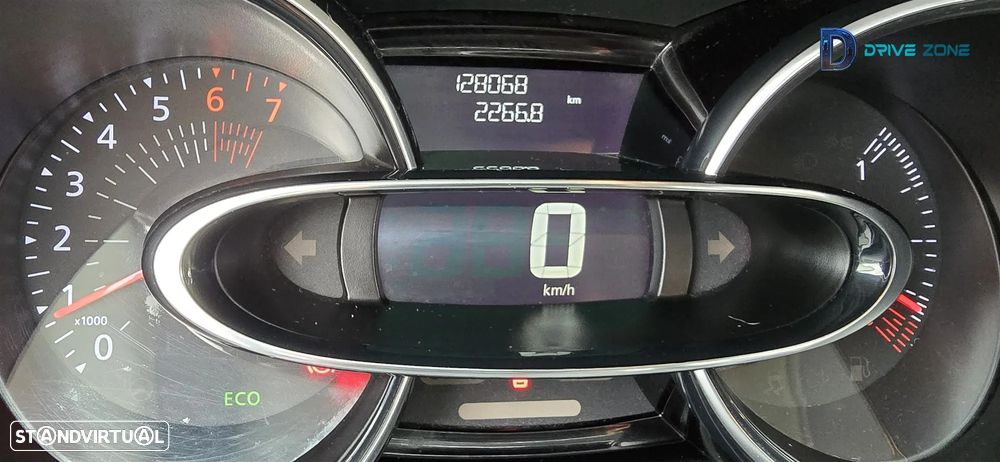 DRIVE ZONE
128068
2266.8 km
7
6
5
4
3
2
1
0
x1000
1
0
km/h
ECO
STANDVIRTUAL